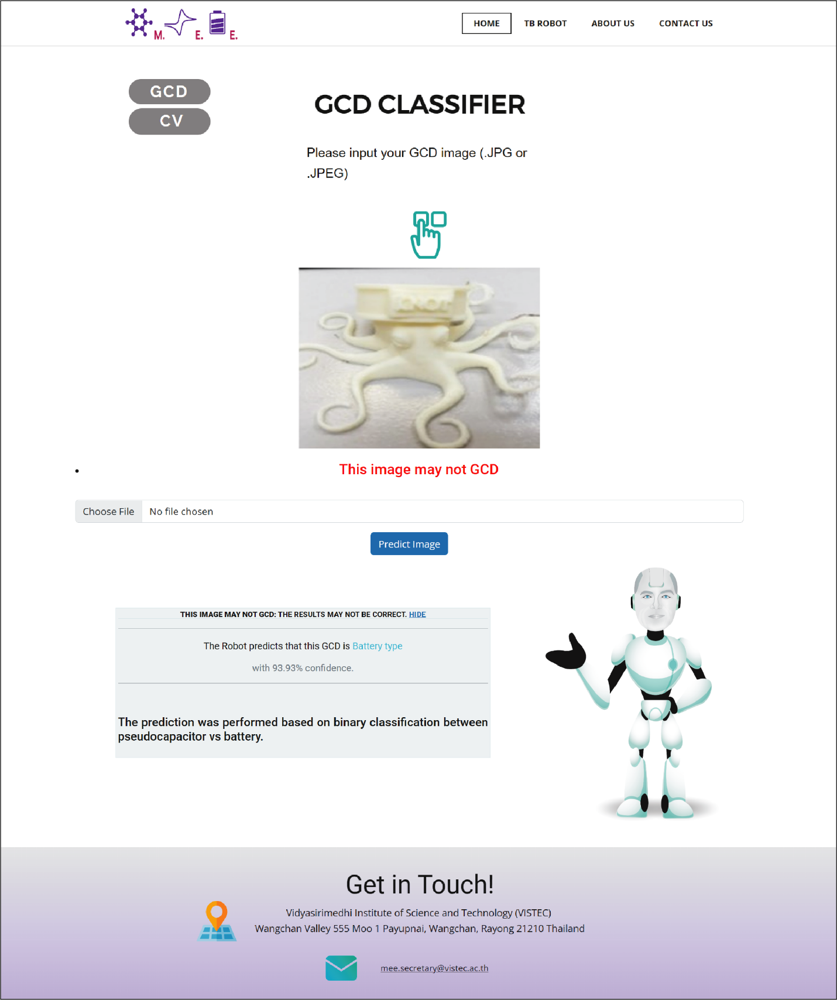 M. E. E.
HOME TB ROBOT ABOUT US CONTACT US
GCD
CV
GCD CLASSIFIER
Please input your GCD image (.JPG or
.JPEG)
This image may not GCD
Choose File No file chosen
Predict Image
THIS IMAGE MAY NOT GCD: THE RESULTS MAY NOT BE CORRECT. HIDE
The Robot predicts that this GCD is Battery type
with 93.93% confidence.
The prediction was performed based on binary classification between
pseudocapacitor vs battery.
Get in Touch!
Vidyasirimedhi Institute of Science and Technology (VISTEC)
Wangchan Valley 555 Moo 1 Payupnai, Wangchan, Rayong 21210 Thailand
mee.secretary@vistec.ac.th